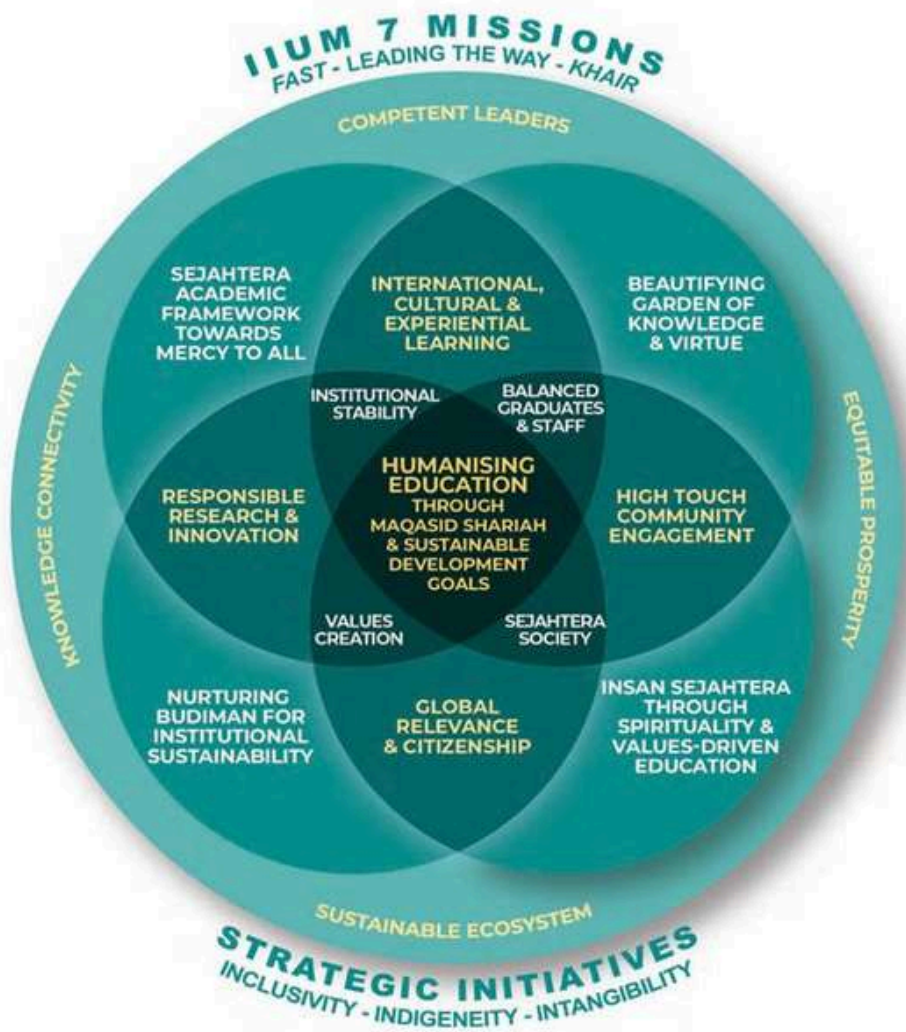 IIUM 7 MISSIONS
FAST - LEADING THE WAY - KHAIR
COMPETENT LEADERS
SEJAHTERA
ACADEMIC
FRAMEWORK
TOWARDS
MERCY TO ALL
INTERNATIONAL,
CULTURAL &
EXPERIENTIAL
LEARNING
BEAUTIFYING
GARDEN OF
KNOWLEDGE
& VIRTUE
KNOWLEDGE CONNECTIVITY
INSTITUTIONAL
STABILITY
BALANCED
GRADUATES
& STAFF
EQUITABLE PROSPERITY
RESPONSIBLE
RESEARCH &
INNOVATION
HUMANISING
EDUCATION
THROUGH
MAQASID SHARIAH
& SUSTAINABLE
DEVELOPMENT
GOALS
HIGH TOUCH
COMMUNITY
ENGAGEMENT
VALUES
CREATION
SEJAHTERA
SOCIETY
NURTURING
BUDIMAN FOR
INSTITUTIONAL
SUSTAINABILITY
GLOBAL
RELEVANCE
& CITIZENSHIP
INSAN SEJAHTERA
THROUGH
SPIRITUALITY &
VALUES-DRIVEN
EDUCATION
SUSTAINABLE ECOSYSTEM
STRATEGIC INITIATIVES
INCLUSIVITY - INDIGENEITY - INTANGIBILITY